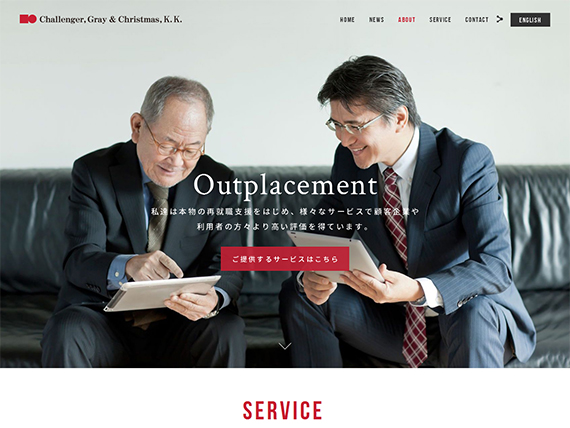 Challenger, Gray & Christmas, K.K.
HOME NEWS ABOUT SERVICE CONTACT ENGLISH
Outplacement
私達は本物の再就職支援をはじめ、様々なサービスで顧客企業や
利用者の方々より高い評価を得ています。
ご提供するサービスはこちら
SERVICE